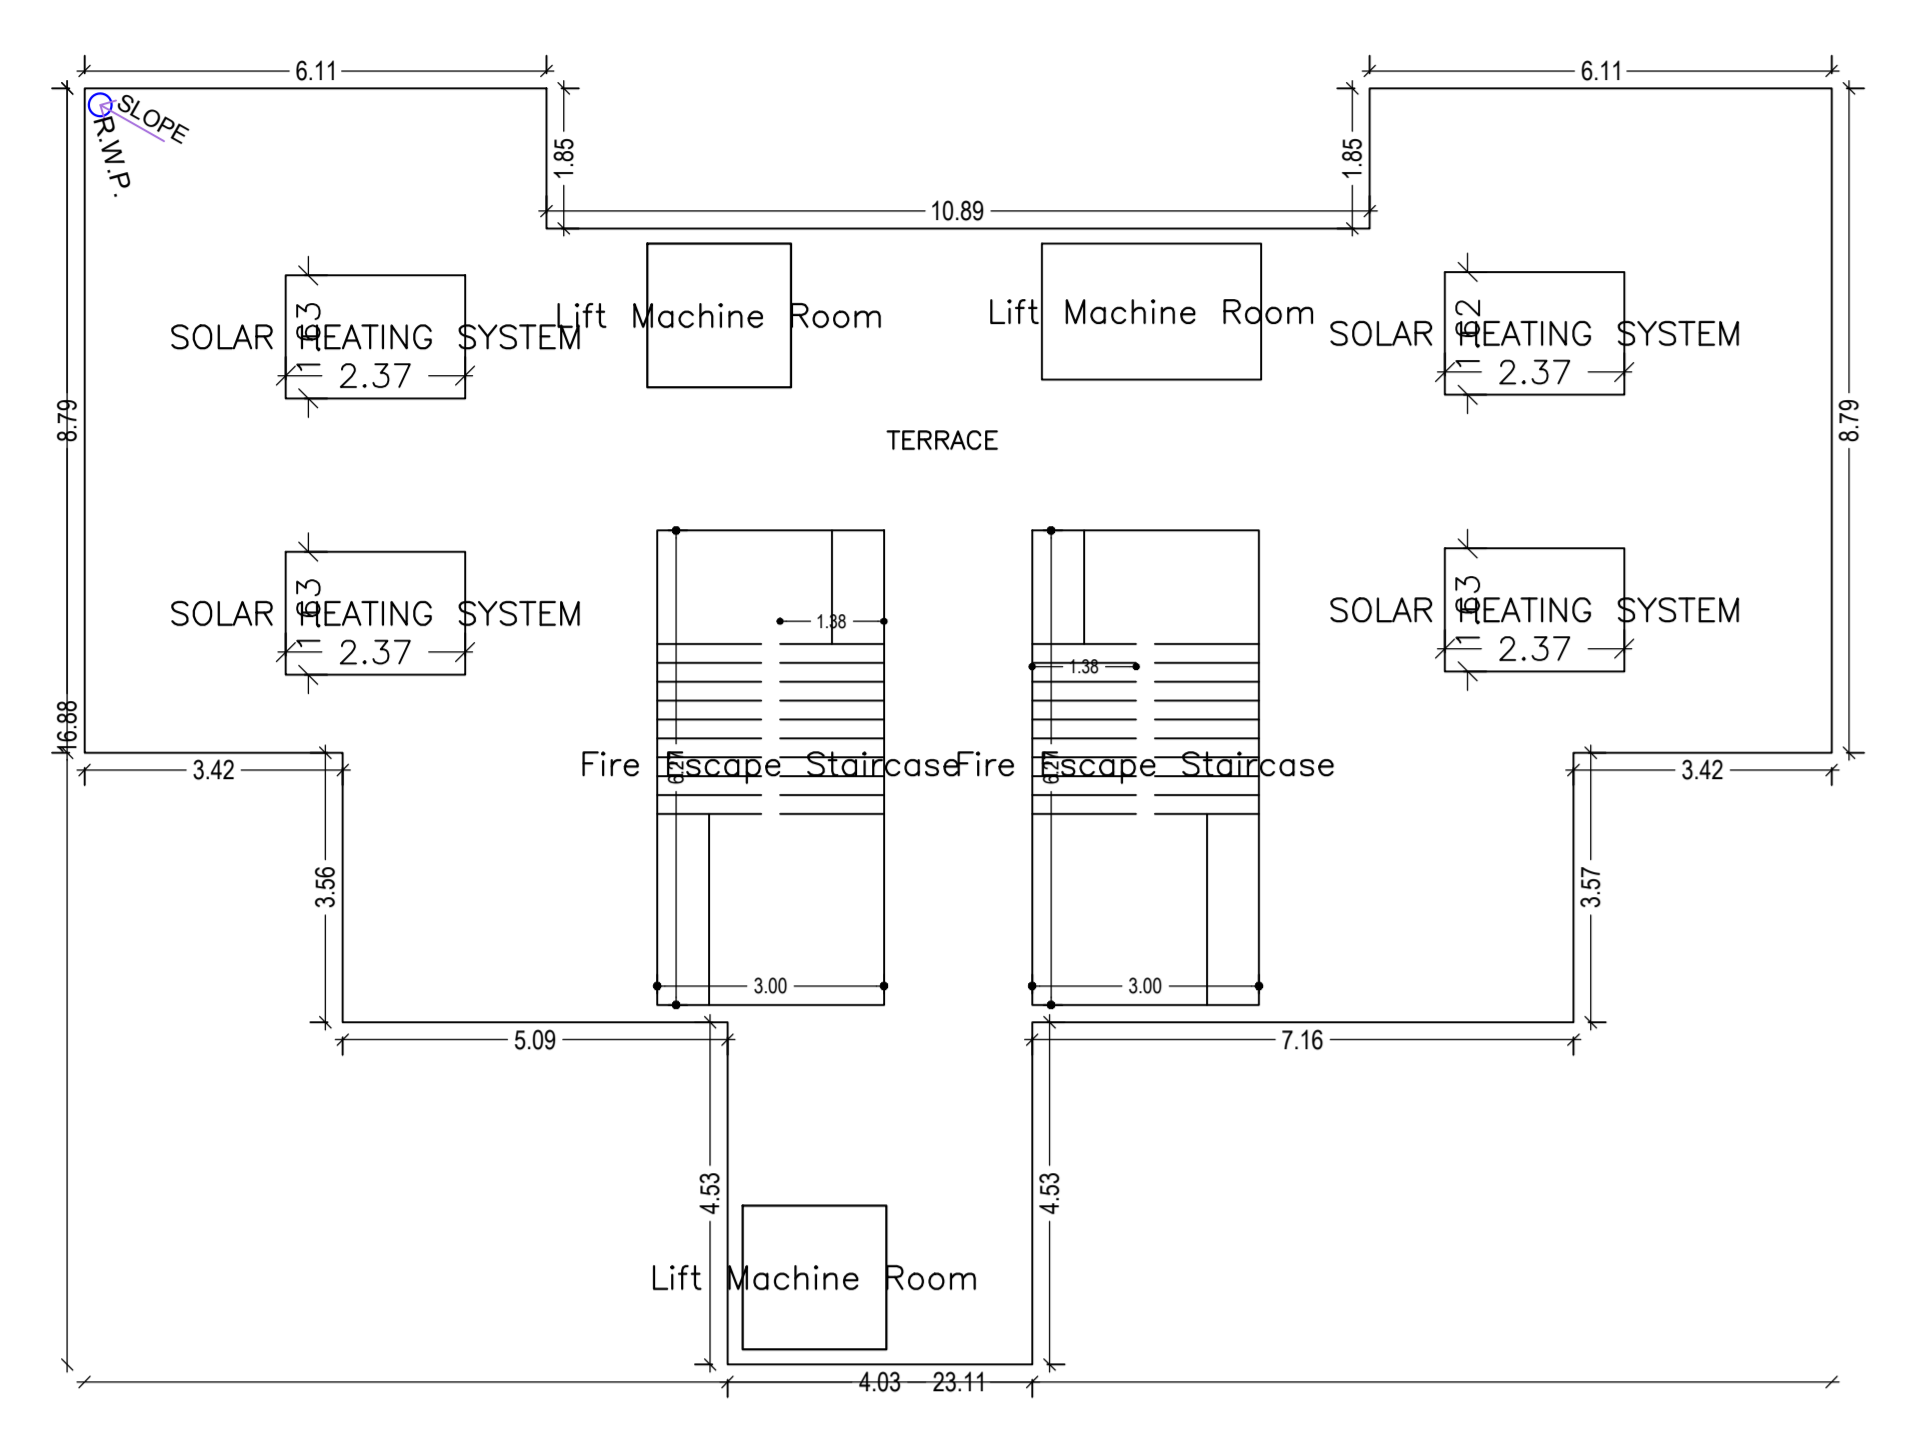 6.11
6.11
SLOPE
R.W.P.
1.85
1.85
10.89
Lift Machine Room
Lift Machine Room
SOLAR HEATING SYSTEM
1.63
2.37
SOLAR HEATING SYSTEM
1.62
2.37
8.79
TERRACE
8.79
SOLAR HEATING SYSTEM
1.63
2.37
1.38
1.38
SOLAR HEATING SYSTEM
1.63
2.37
16.88
3.42
Fire Escape Staircase
6.27
Fire Escape Staircase
6.27
3.42
3.56
3.57
3.00
3.00
5.09
7.16
4.53
4.53
Lift Machine Room
4.03
23.11